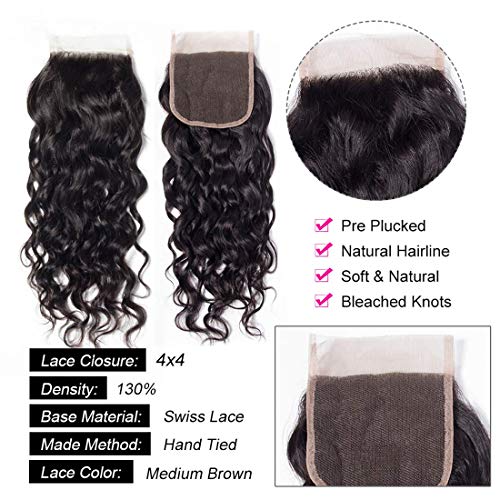 Pre Plucked
Natural Hairline
Soft & Natural
Bleached Knots
Lace Closure: 4x4
Density: 130%
Base Material: Swiss Lace
Made Method: Hand Tied
Lace Color: Medium Brown